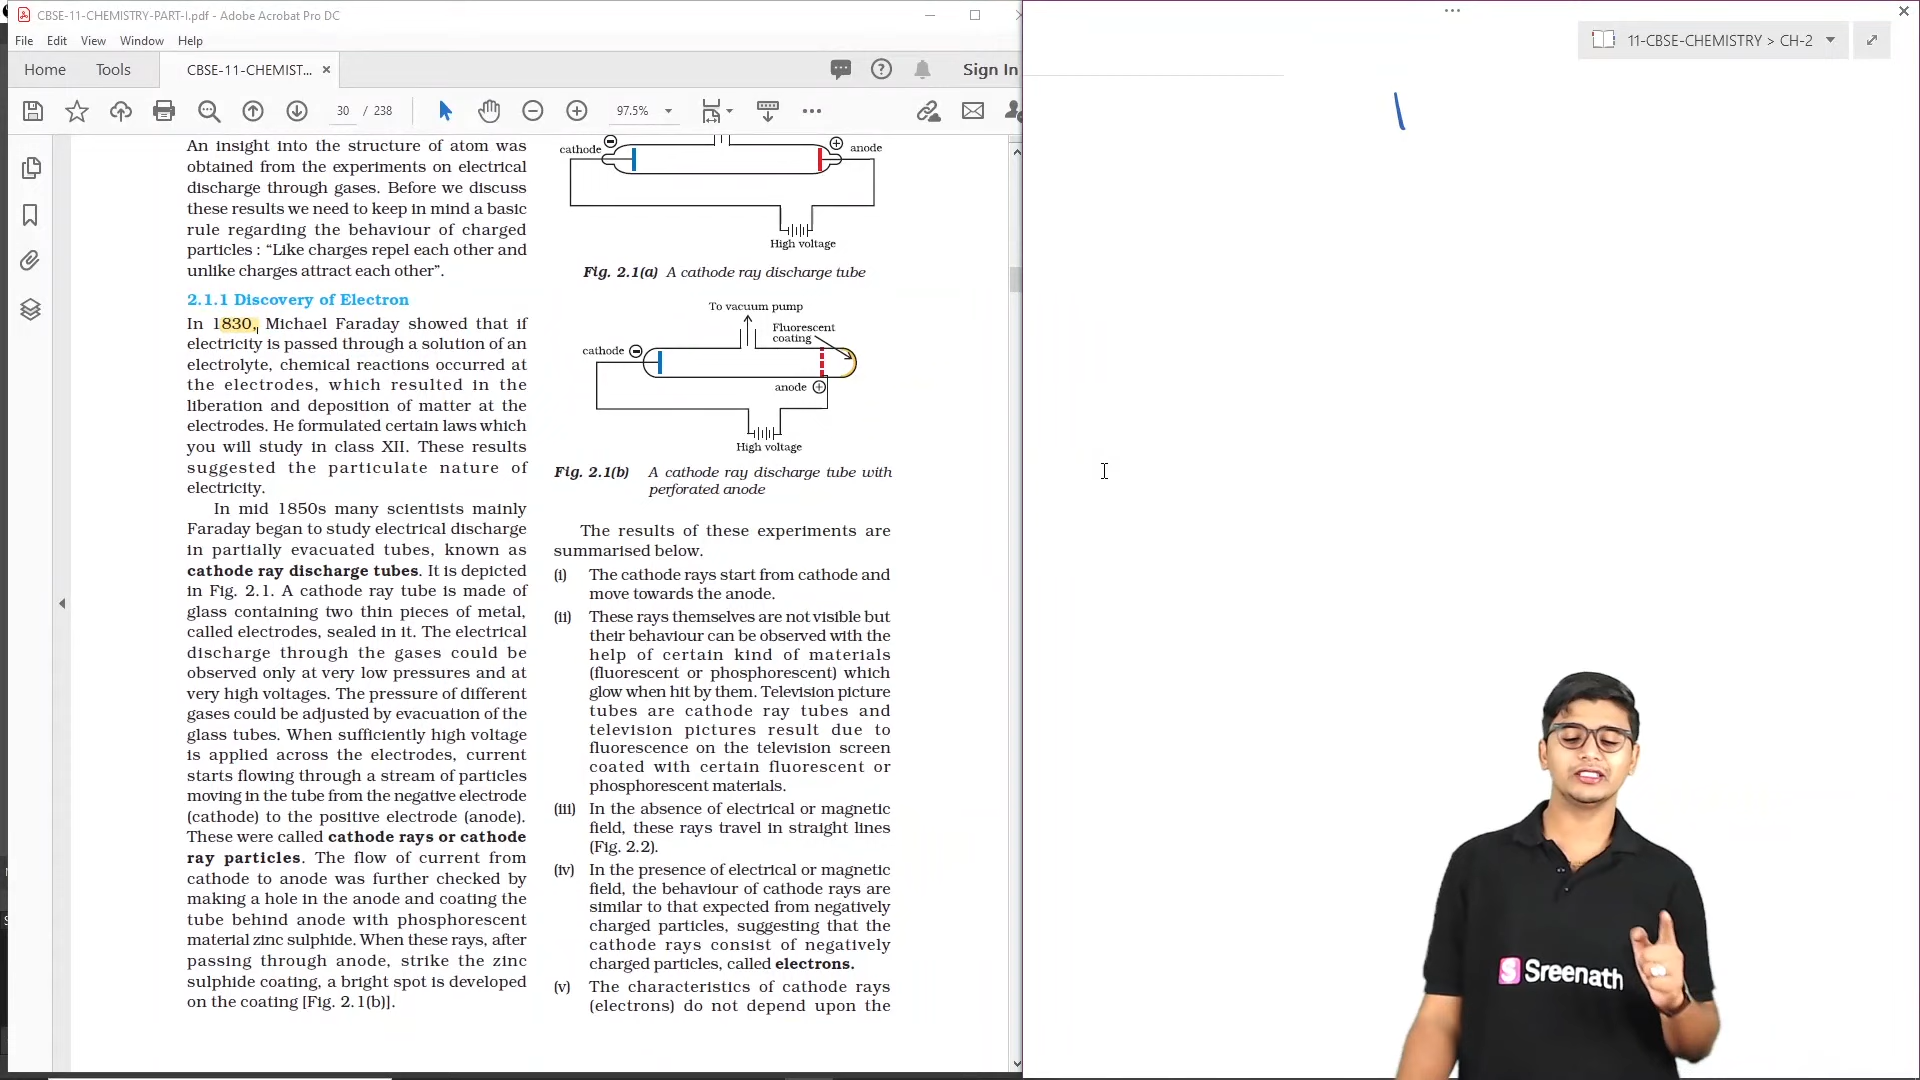 CBSE-11-CHEMISTRY-PART-I.pdf - Adobe Acrobat Pro DC
File Edit View Window Help
Home Tools CBSE-11-CHEMIST... Sign In
30 / 238 97.5%
11-CBSE-CHEMISTRY > CH-2
An insight into the structure of atom was
obtained from the experiments on electrical
discharge through gases. Before we discuss
these results we need to keep in mind a basic
rule regarding the behaviour of charged
particles : “Like charges repel each other and
unlike charges attract each other”.
2.1.1 Discovery of Electron
In 1830, Michael Faraday showed that if
electricity is passed through a solution of an
electrolyte, chemical reactions occurred at
the electrodes, which resulted in the
liberation and deposition of matter at the
electrodes. He formulated certain laws which
you will study in class XII. These results
suggested the particulate nature of
electricity.
In mid 1850s many scientists mainly
Faraday began to study electrical discharge
in partially evacuated tubes, known as
cathode ray discharge tubes. It is depicted
in Fig. 2.1. A cathode ray tube is made of
glass containing two thin pieces of metal,
called electrodes, sealed in it. The electrical
discharge through the gases could be
observed only at very low pressures and at
very high voltages. The pressure of different
gases could be adjusted by evacuation of the
glass tubes. When sufficiently high voltage
is applied across the electrodes, current
starts flowing through a stream of particles
moving in the tube from the negative electrode
(cathode) to the positive electrode (anode).
These were called cathode rays or cathode
ray particles. The flow of current from
cathode to anode was further checked by
making a hole in the anode and coating the
tube behind anode with phosphorescent
material zinc sulphide. When these rays, after
passing through anode, strike the zinc
sulphide coating, a bright spot is developed
on the coating [Fig. 2.1(b)].
cathode
anode
High voltage
Fig. 2.1(a) A cathode ray discharge tube
To vacuum pump
Fluorescent
coating
cathode
anode
High voltage
Fig. 2.1(b) A cathode ray discharge tube with
perforated anode
The results of these experiments are
summarised below.
(i) The cathode rays start from cathode and
move towards the anode.
(ii) These rays themselves are not visible but
their behaviour can be observed with the
help of certain kind of materials
(fluorescent or phosphorescent) which
glow when hit by them. Television picture
tubes are cathode ray tubes and
television pictures result due to
fluorescence on the television screen
coated with certain fluorescent or
phosphorescent materials.
(iii) In the absence of electrical or magnetic
field, these rays travel in straight lines
(Fig. 2.2).
(iv) In the presence of electrical or magnetic
field, the behaviour of cathode rays are
similar to that expected from negatively
charged particles, suggesting that the
cathode rays consist of negatively
charged particles, called electrons.
(v) The characteristics of cathode rays
(electrons) do not depend upon the
S Sreenath